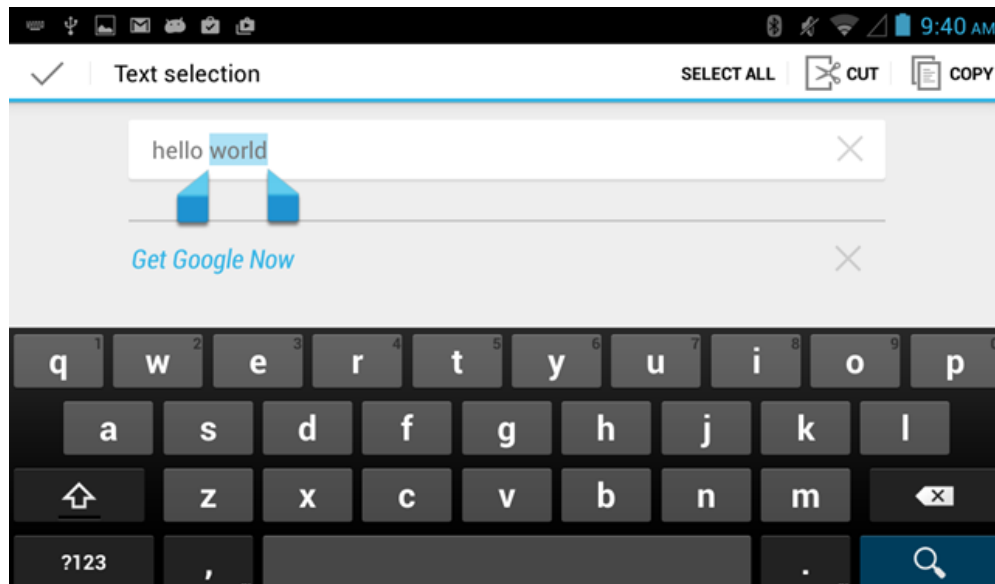 9:40 AM
Text selection SELECT ALL CUT COPY
hello world
Get Google Now
1 2 3 4 5 6 7 8 9 0
q w e r t y u i o p
a s d f g h j k l
z x c v b n m
?123 , .